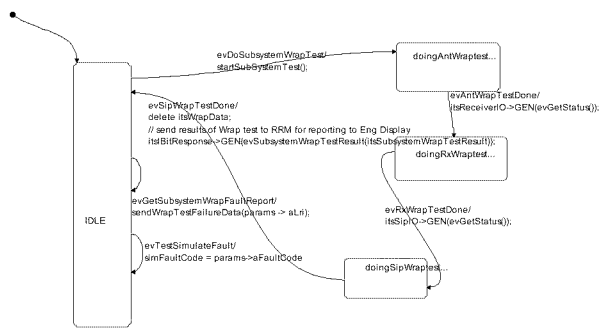 evDoSubsystemWrapTest/
startSubSystemTest();
doingAntWraptest...
evAntWrapTestDone/
itsReceiverIO->GEN(evGetStatus());
evSipWrapTestDone/
delete itsWrapData;
// send results of Wrap test to RRM for reporting to Eng Display
itsIBitResponse->GEN(evSubsystemWrapTestResult(itsSubsystemWrapTestResult));
doingRxWraptest...
evGetSubsystemWrapFaultReport/
sendWrapTestFailureData(params -> aLri);
evRxWrapTestDone/
itsSipIO->GEN(evGetStatus());
IDLE
evTestSimulateFault/
simFaultCode = params->aFaultCode
doingSipWraptest...